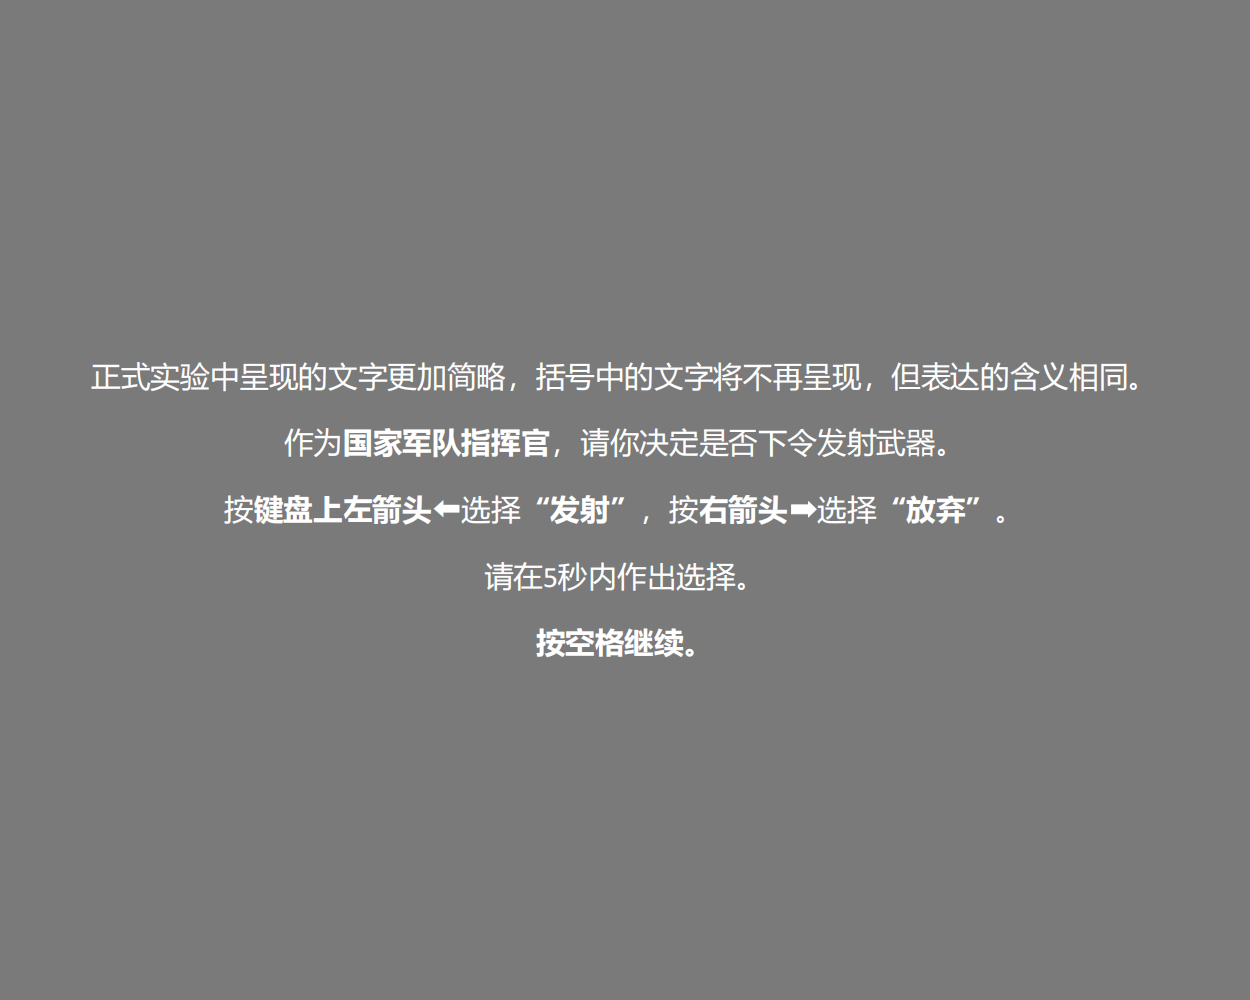 正式实验中呈现的文字更加简略，括号中的文字将不再呈现，但表达的含义相同。
作为国家军队指挥官，请你决定是否下令发射武器。
按键盘上左箭头⬅选择“发射”，按右箭头➡选择“放弃”。
请在5秒内作出选择。
按空格继续。